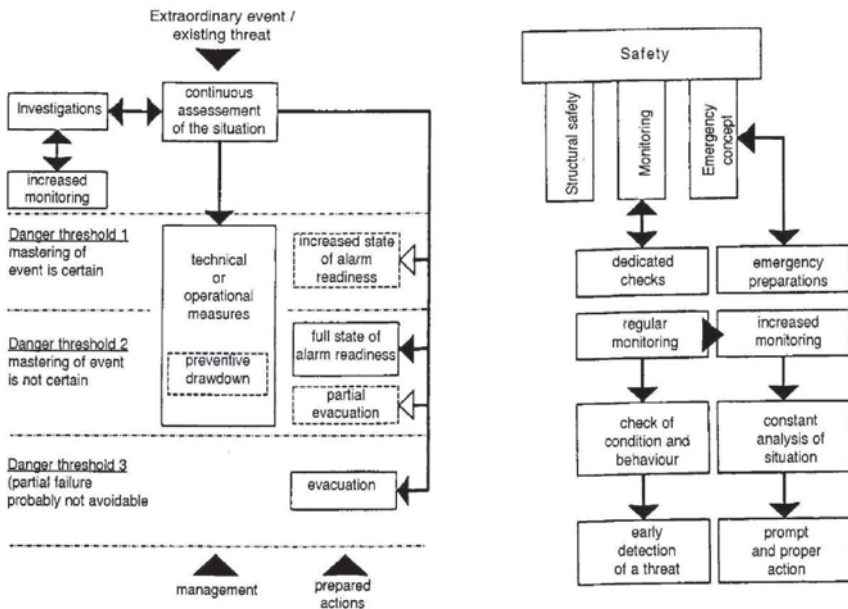 Extraordinary event /
existing threat
Investigations
continuous
assessement
of the situation
increased
monitoring
Danger threshold 1
mastering of
event is certain
technical
or
operational
measures
increased state
of alarm
readiness
Danger threshold 2
mastering of event
is not certain
preventive
drawdown
full state of
alarm readiness
partial
evacuation
Danger threshold 3
(partial failure
probably not avoidable
evacuation
management
prepared
actions
Safety
Structural safety
Monitoring
Emergency
concept
dedicated
checks
emergency
preparations
regular
monitoring
increased
monitoring
check of
condition and
behaviour
constant
analysis of
situation
early
detection
of a threat
prompt
and proper
action